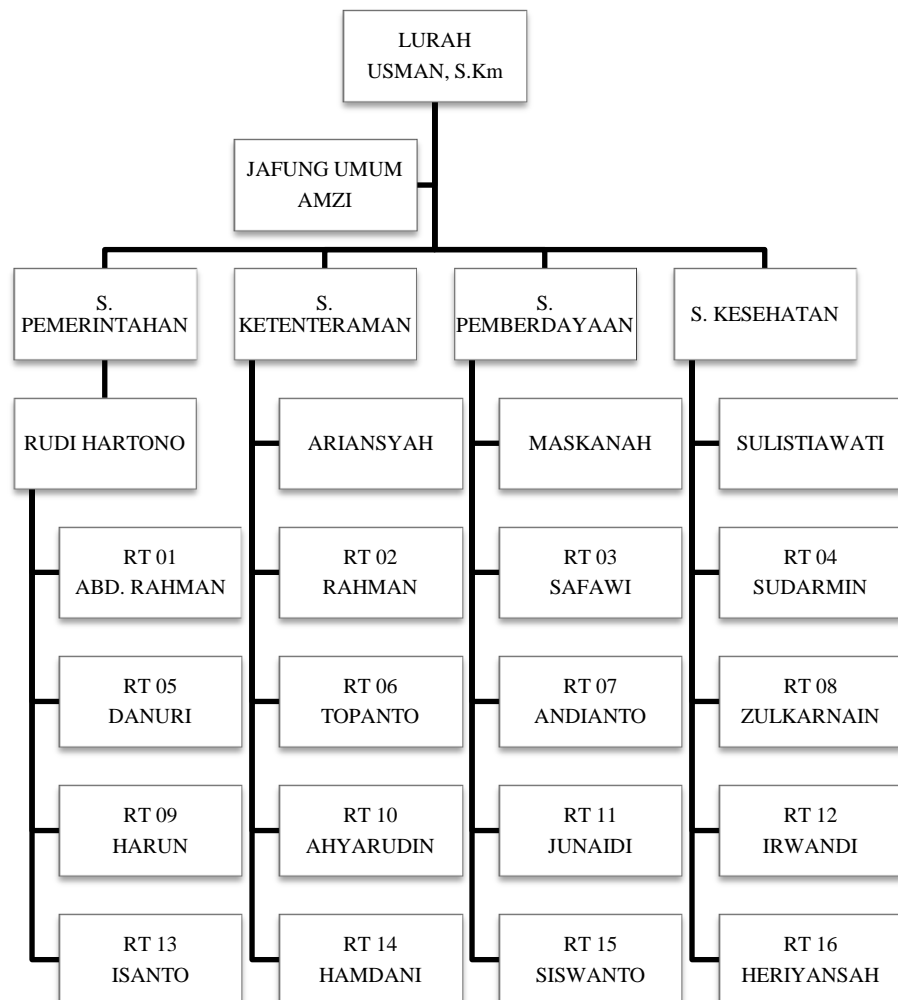 LURAH
USMAN, S.Km
JAFUNG UMUM
AMZI
S.
PEMERINTAHAN
S.
KETENTERAMAN
S.
PEMBERDAYAAN
S. KESEHATAN
RUDI HARTONO
ARIANSYAH
MASKANAH
SULISTIAWATI
RT 01
ABD. RAHMAN
RT 02
RAHMAN
RT 03
SAFAWI
RT 04
SUDARMIN
RT 05
DANURI
RT 06
TOPANTO
RT 07
ANDIANTO
RT 08
ZULKARNAIN
RT 09
HARUN
RT 10
AHYARUDIN
RT 11
JUNAIDI
RT 12
IRWANDI
RT 13
ISANTO
RT 14
HAMDANI
RT 15
SISWANTO
RT 16
HERIYANSAH